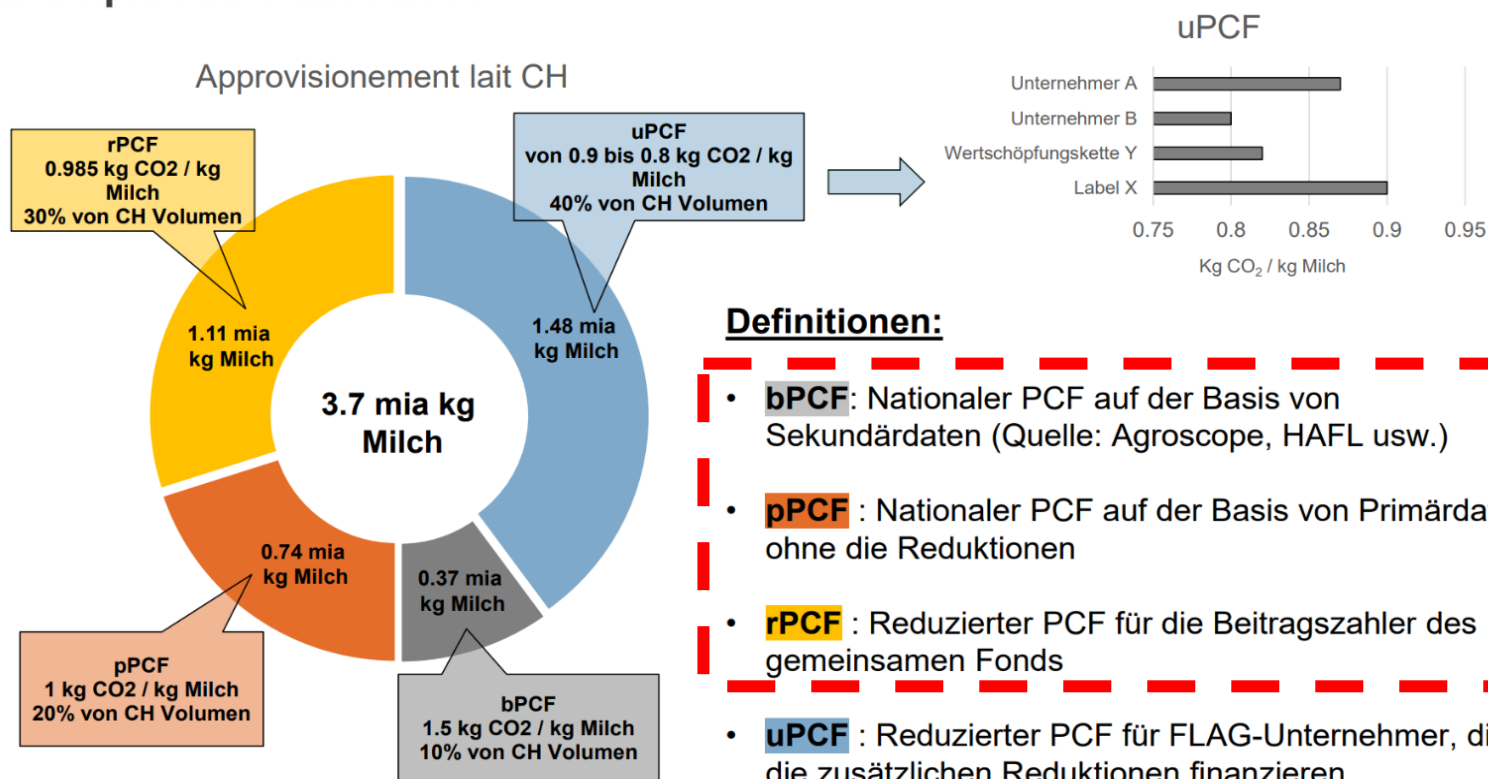 Approvisionement lait CH
rPCF
0.985 kg CO2 / kg
Milch
30% von CH Volumen
uPCF
von 0.9 bis 0.8 kg CO2 / kg
Milch
40% von CH Volumen
1.11 mia
kg Milch
1.48 mia
kg Milch
3.7 mia kg
Milch
0.74 mia
kg Milch
0.37 mia
kg Milch
pPCF
1 kg CO2 / kg Milch
20% von CH Volumen
bPCF
1.5 kg CO2 / kg Milch
10% von CH Volumen
uPCF
Unternehmer A
Unternehmer B
Wertschöpfungskette Y
Label X
0.75 0.8 0.85 0.9 0.95
Kg CO₂ / kg Milch
Definitionen:
• bPCF: Nationaler PCF auf der Basis von
Sekundärdaten (Quelle: Agroscope, HAFL usw.)
• pPCF : Nationaler PCF auf der Basis von
ohne die Reduktionen
• rPCF : Reduzierter PCF für die Beitragszahler des
gemeinsamen Fonds
• uPCF : Reduzierter PCF für FLAG-Unternehmer,
die zusätzlichen Reduktionen finanzieren